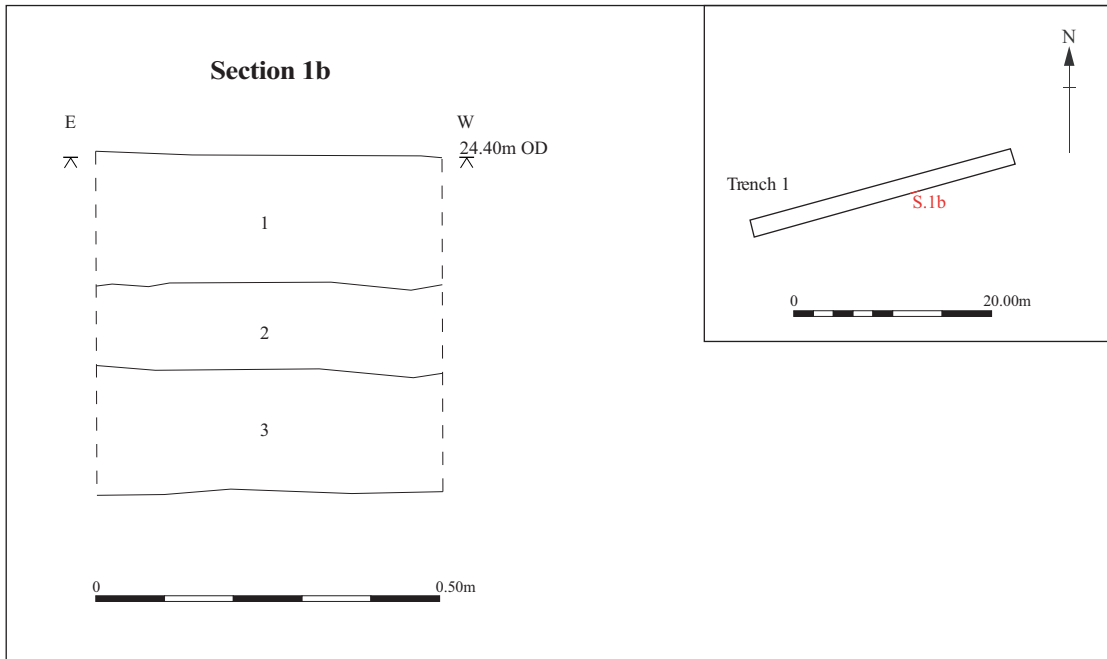 Section 1b
E
W
24.40m OD
1
2
3
0
0.50m
N
Trench 1
S.1b
0
20.00m